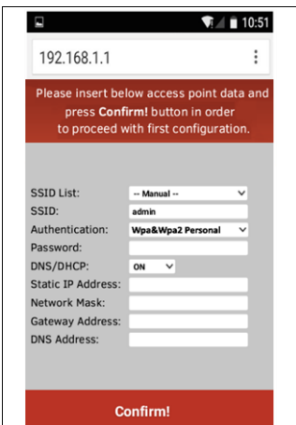 10:51
192.168.1.1
Please insert below access point data and
press Confirm! button in order
to proceed with first configuration.
SSID List: -- Manual --
SSID: admin
Authentication: Wpa&Wpa2 Personal
Password:
DNS/DHCP: ON
Static IP Address:
Network Mask:
Gateway Address:
DNS Address:
Confirm!